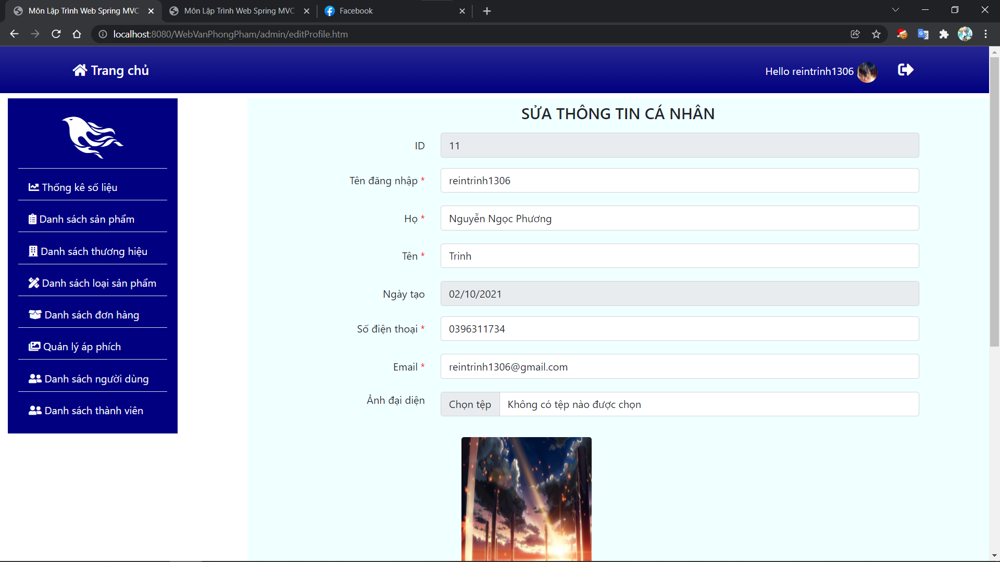 Môn Lập Trình Web Spring MVC
Môn Lập Trình Web Spring MVC
Facebook
localhost:8080/WebVanPhongPham/admin/editProfile.htm
Trang chủ
Hello reintrinh1306
Thống kê số liệu
Danh sách sản phẩm
Danh sách thương hiệu
Danh sách loại sản phẩm
Danh sách đơn hàng
Quản lý áp phích
Danh sách người dùng
Danh sách thành viên
SỬA THÔNG TIN CÁ NHÂN
ID 11
Tên đăng nhập * reintrinh1306
Họ * Nguyễn Ngọc Phương
Tên * Trinh
Ngày tạo 02/10/2021
Số điện thoại * 0396311734
Email * reintrinh1306@gmail.com
Ảnh đại diện Chọn tệp Không có tệp nào được chọn